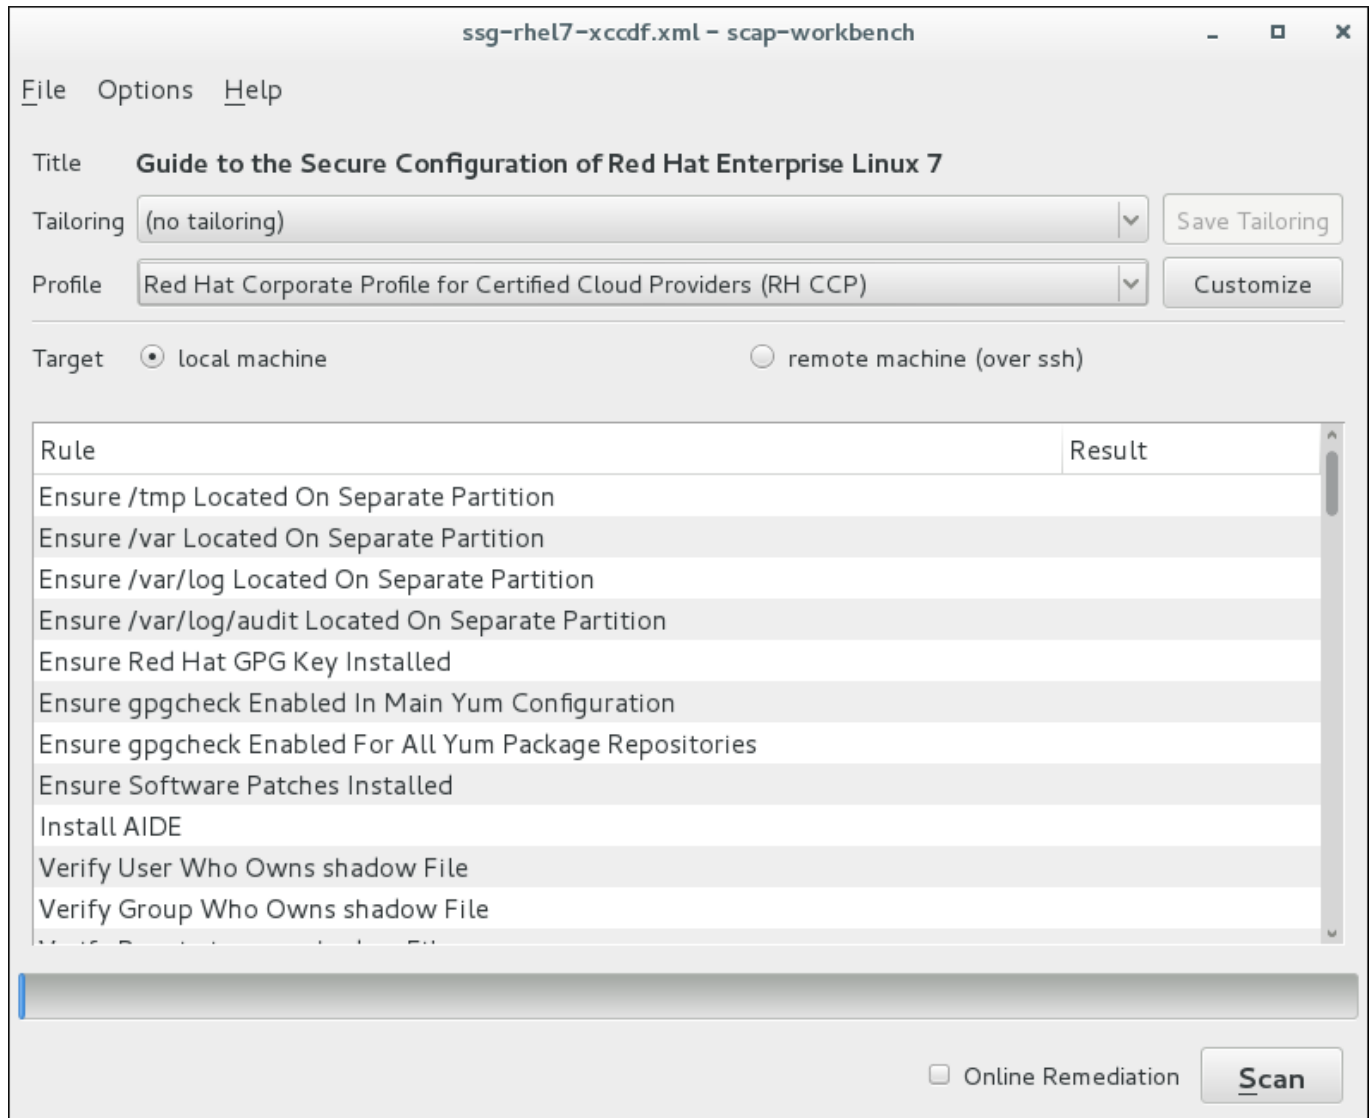 ssg-rhel7-xccdf.xml – scap-workbench
File Options Help
Title Guide to the Secure Configuration of Red Hat Enterprise Linux 7
Tailoring (no tailoring) Save Tailoring
Profile Red Hat Corporate Profile for Certified Cloud Providers (RH CCP) Customize
Target local machine remote machine (over ssh)
Rule Result
Ensure /tmp Located On Separate Partition
Ensure /var Located On Separate Partition
Ensure /var/log Located On Separate Partition
Ensure /var/log/audit Located On Separate Partition
Ensure Red Hat GPG Key Installed
Ensure gpgcheck Enabled In Main Yum Configuration
Ensure gpgcheck Enabled For All Yum Package Repositories
Ensure Software Patches Installed
Install AIDE
Verify User Who Owns shadow File
Verify Group Who Owns shadow File
Online Remediation Scan